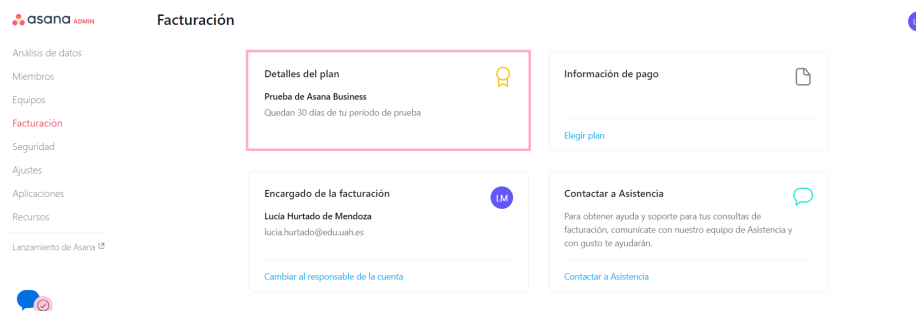 asana ADMIN
Facturación
Análisis de datos
Miembros
Equipos
Facturación
Seguridad
Ajustes
Aplicaciones
Recursos
Lanzamiento de Asana
Detalles del plan
Prueba de Asana Business
Quedan 30 días de tu período de prueba
Información de pago
Elegir plan
Encargado de la facturación
LM
Lucía Hurtado de Mendoza
lucia.hurtado@edu.uah.es
Cambiar al responsable de la cuenta
Contactar a Asistencia
Para obtener ayuda y soporte para tus consultas de
facturación, comunícate con nuestro equipo de Asistencia y
con gusto te ayudarán.
Contactar a Asistencia